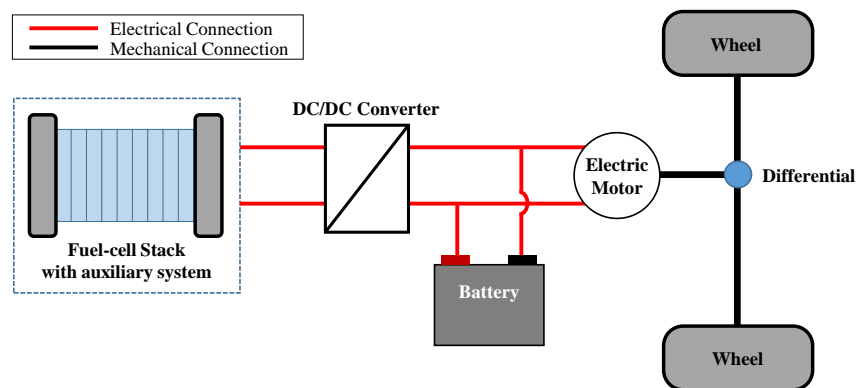 Electrical Connection
Mechanical Connection
Wheel
DC/DC Converter
Electric
Motor
Differential
Fuel-cell Stack
with auxiliary system
Battery
Wheel